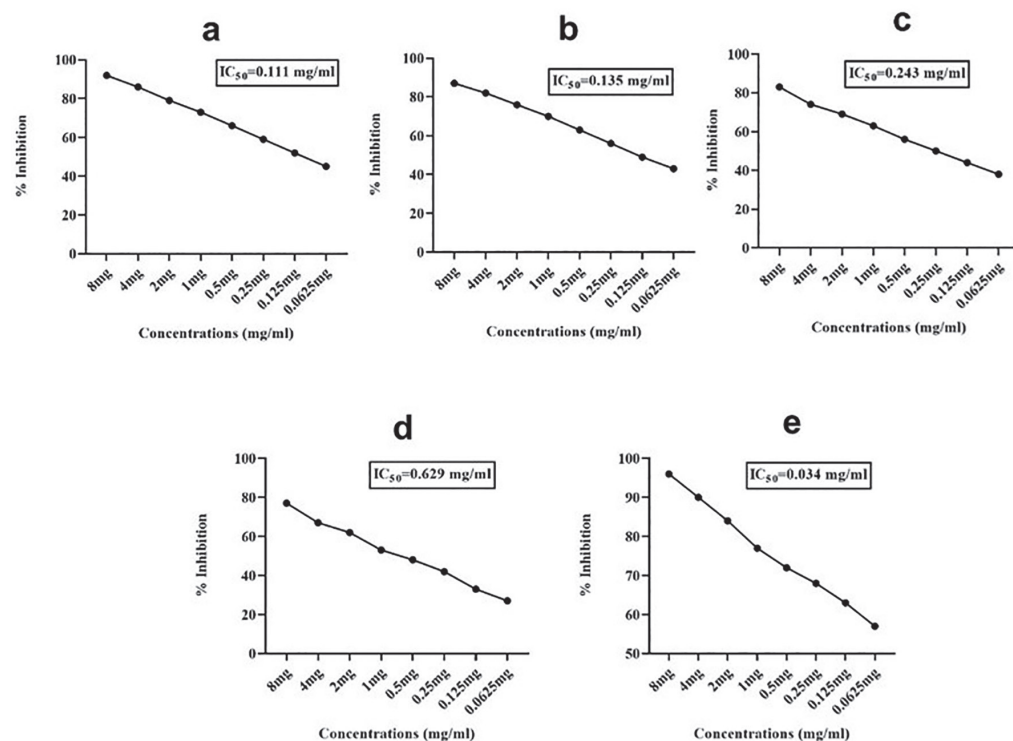 a
IC50=0.111 mg/ml
% Inhibition
100
80
60
40
20
0
8mg
4mg
2mg
1mg
0.5mg
0.25mg
0.125mg
0.0625mg
Concentrations (mg/ml)
b
IC50=0.135 mg/ml
% Inhibition
100
80
60
40
20
0
8mg
4mg
2mg
1mg
0.5mg
0.25mg
0.125mg
0.0625mg
Concentrations (mg/ml)
c
IC50=0.243 mg/ml
% Inhibition
100
80
60
40
20
0
8mg
4mg
2mg
1mg
0.5mg
0.25mg
0.125mg
0.0625mg
Concentrations (mg/ml)
d
IC50=0.629 mg/ml
% Inhibition
100
80
60
40
20
0
8mg
4mg
2mg
1mg
0.5mg
0.25mg
0.125mg
0.0625mg
Concentrations (mg/ml)
e
IC50=0.034 mg/ml
% Inhibition
100
90
80
70
60
50
8mg
4mg
2mg
1mg
0.5mg
0.25mg
0.125mg
0.0625mg
Concentrations (mg/ml)